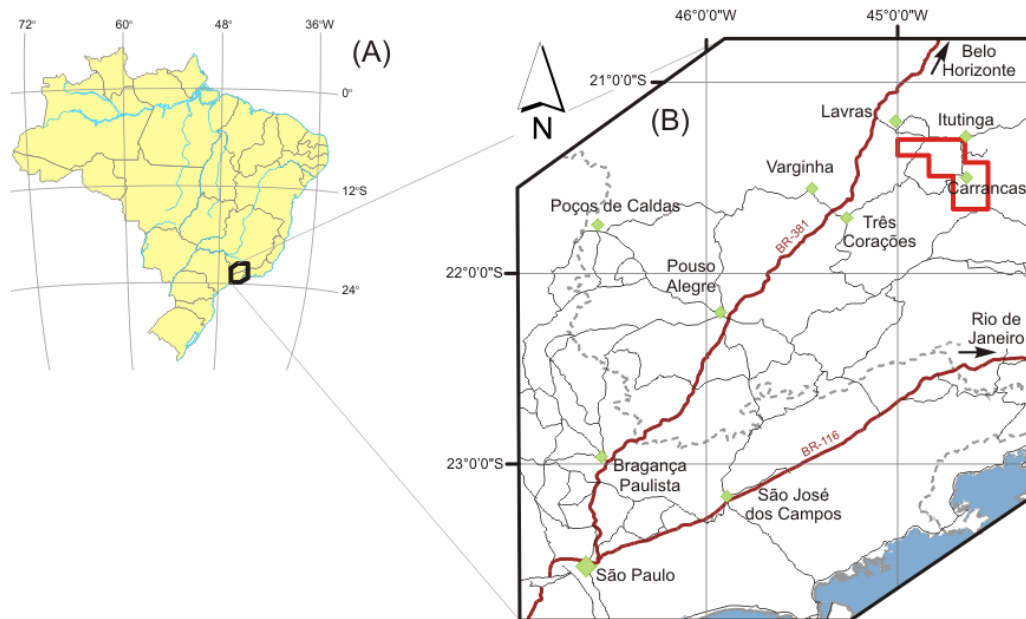 72°
60°
48°
36°W
(A)
0°
12°S
24°
46°0'0"W
45°0'0"W
21°0'0"S
22°0'0"S
23°0'0"S
N
(B)
Belo
Horizonte
Lavras
Itutinga
Varginha
Carrancas
Poços de Caldas
Três
Corações
BR-381
Pouso
Alegre
Rio de
Janeiro
BR-116
Bragança
Paulista
São José
dos Campos
São Paulo